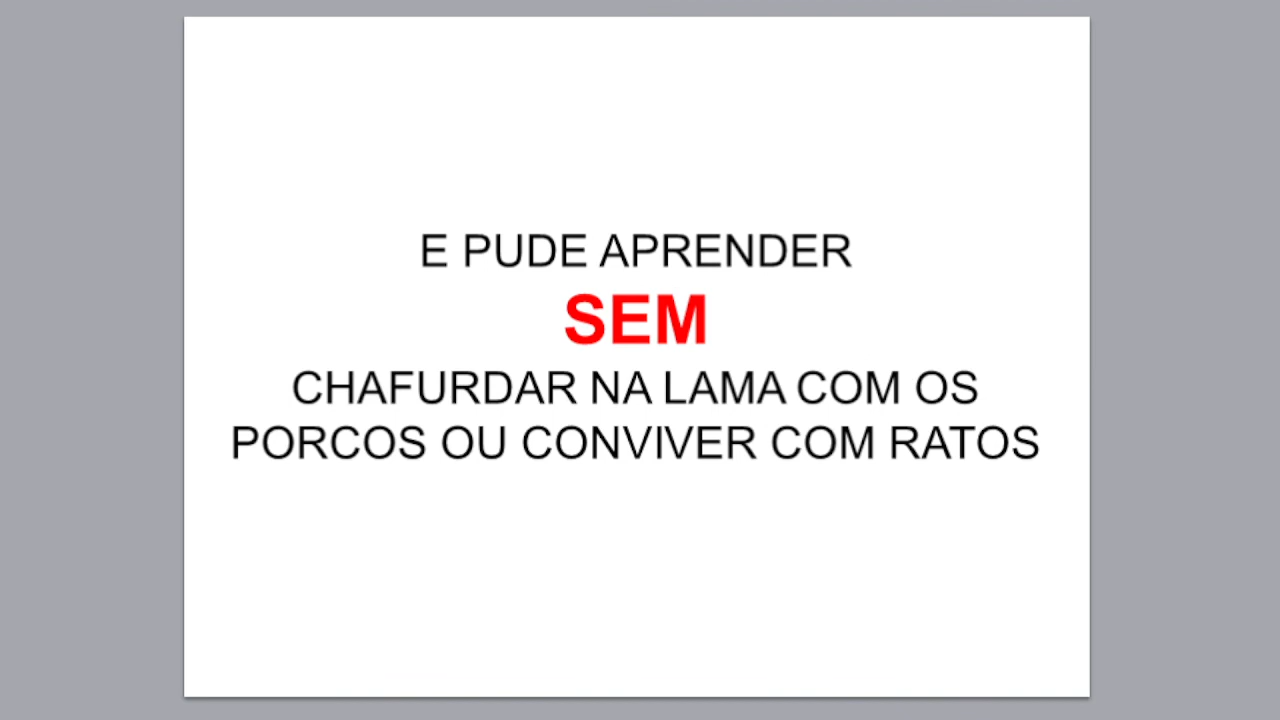 E PUDE APRENDER
SEM
CHAFURDAR NA LAMA COM OS
PORCOS OU CONVIVER COM RATOS